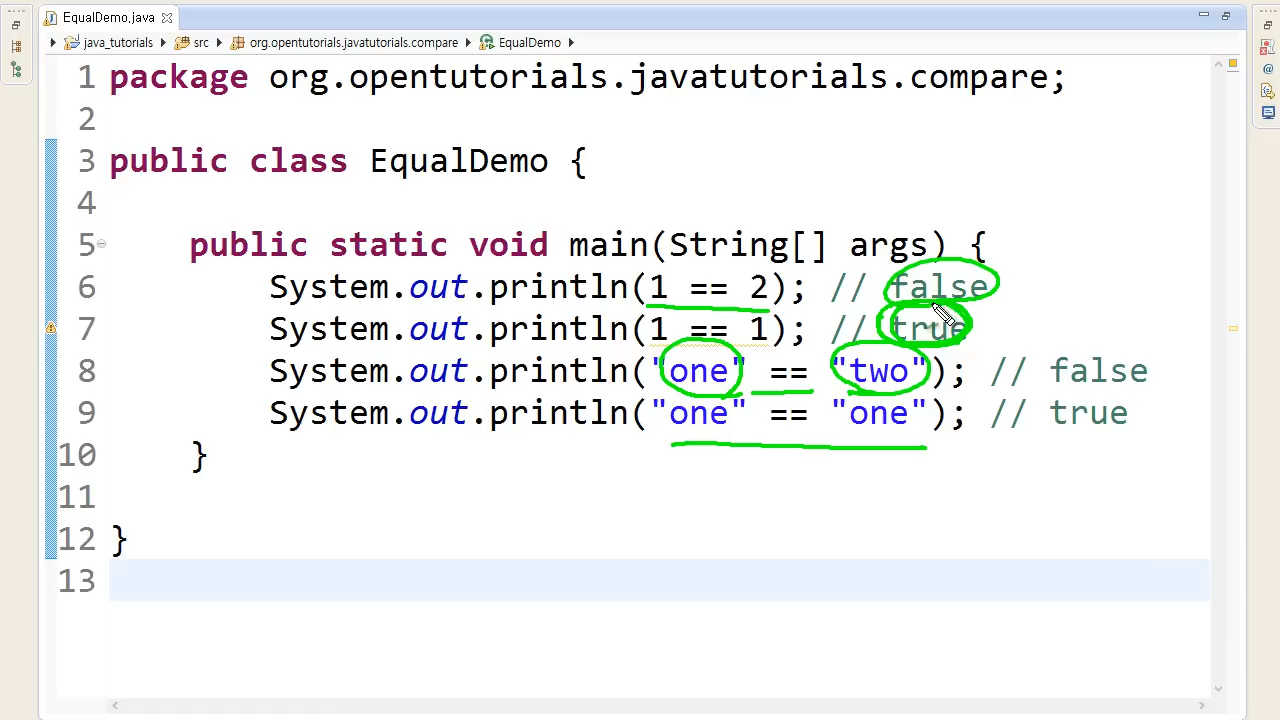 EqualDemo.java
java_tutorials src org.opentutorials.javatutorials.compare EqualDemo
1 package org.opentutorials.javatutorials.compare;
2
3 public class EqualDemo {
4
5 public static void main(String[] args) {
6 System.out.println(1 == 2); // false
7 System.out.println(1 == 1); // true
8 System.out.println("one" == "two"); // false
9 System.out.println("one" == "one"); // true
10 }
11
12 }
13